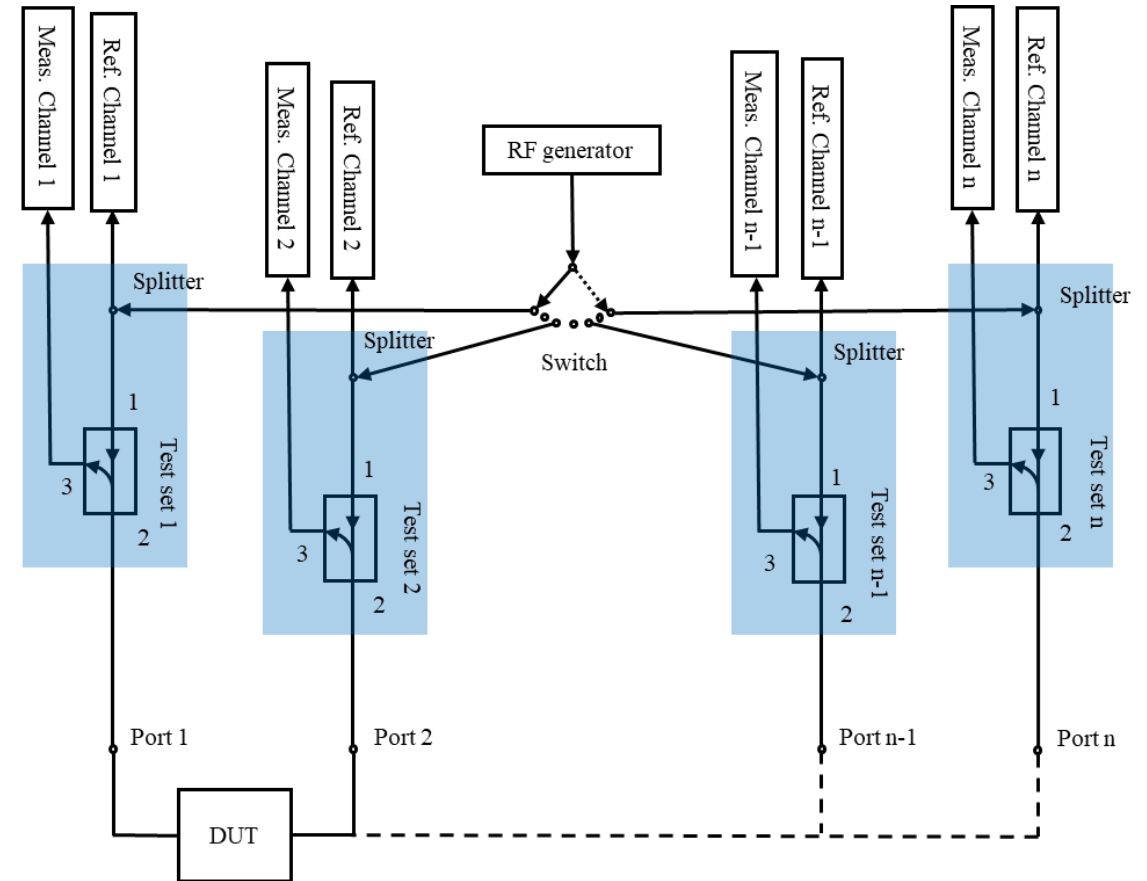 Meas. Channel 1
Ref. Channel 1
Meas. Channel 2
Ref. Channel 2
RF generator
Meas. Channel n-1
Ref. Channel n-1
Meas. Channel n
Ref. Channel n
Splitter
Splitter
Switch
Splitter
Splitter
1
3
2
Test set 1
1
3
2
Test set 2
1
3
2
Test set n-1
1
3
2
Test set n
Port 1
Port 2
Port n-1
Port n
DUT